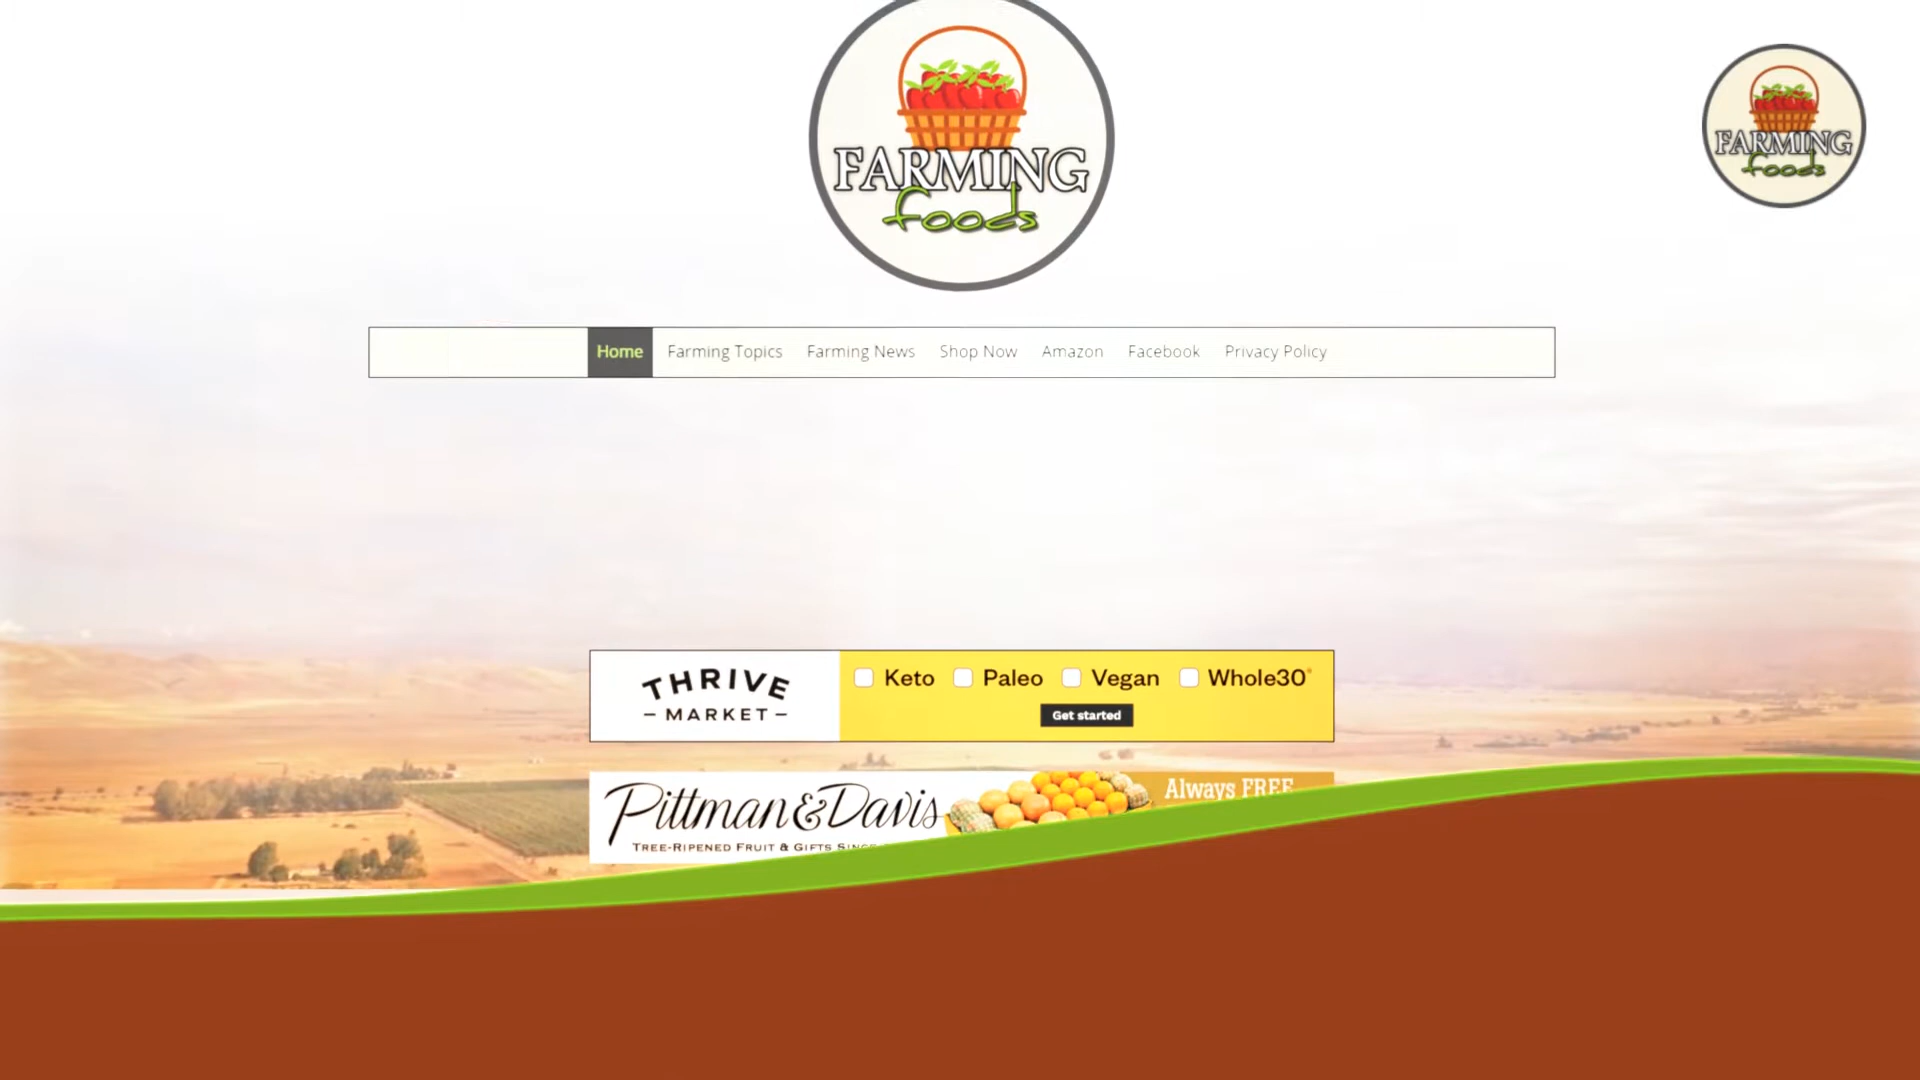 FARMING
foods
FARMING
foods
Home Farming Topics Farming News Shop Now Amazon Facebook Privacy Policy
THRIVE
MARKET
Keto Paleo Vegan Whole30
Get started
Pittman & Davis
TREE-RIPENED FRUIT & GIFTS SINCE
Always FREE